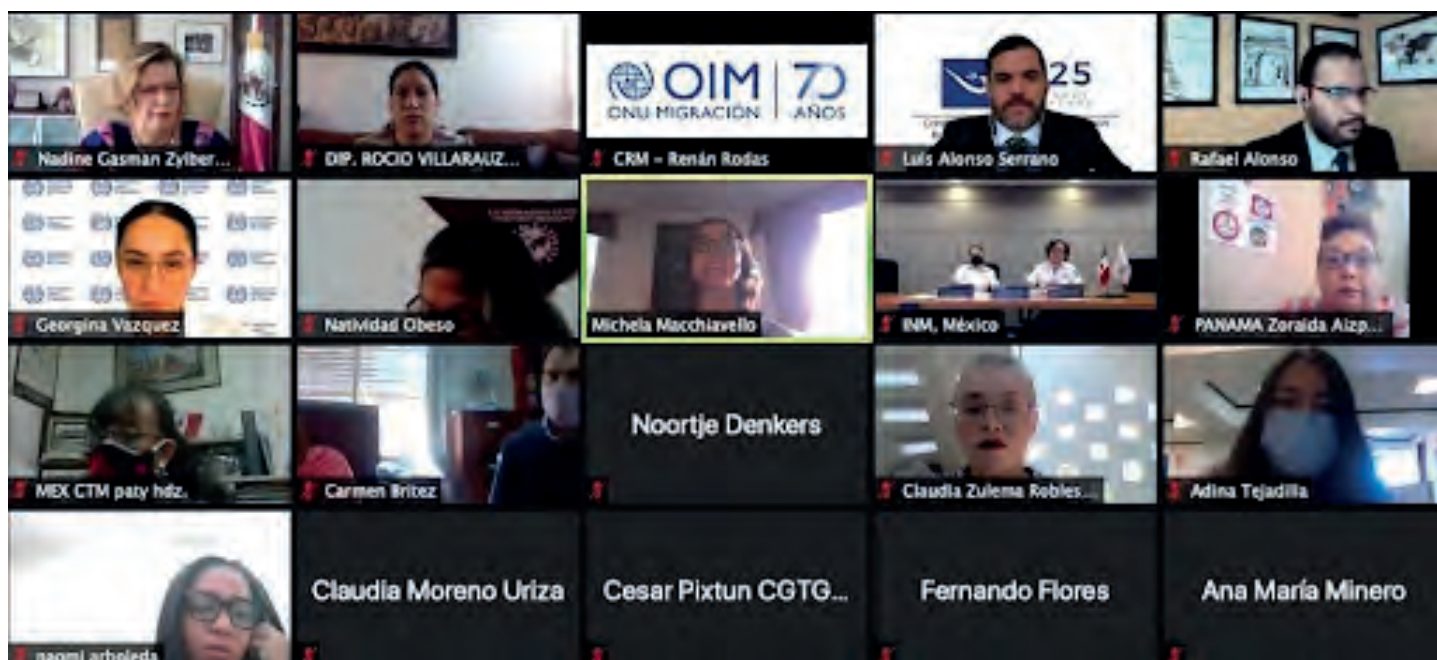 Nadine Gasman Zylber...
DIP. ROCIO VILLARAUZ...
OIM
ONU MIGRACIÓN
70
AÑOS
CRM – Renán Rodas
25
Luis Alonso Serrano
Rafael Alonso
Georgina Vazquez
Natividad Obeso
Michela Macchiavello
INM, México
PANAMA Zoraida Aizp...
MEX CTM paty hdz.
Carmen Britez
Noortje Denkers
Claudia Zulema Robles...
Adina Tejadilla
naomi arboleda
Claudia Moreno Uriza
Cesar Pixtun CGTG...
Fernando Flores
Ana María Minero